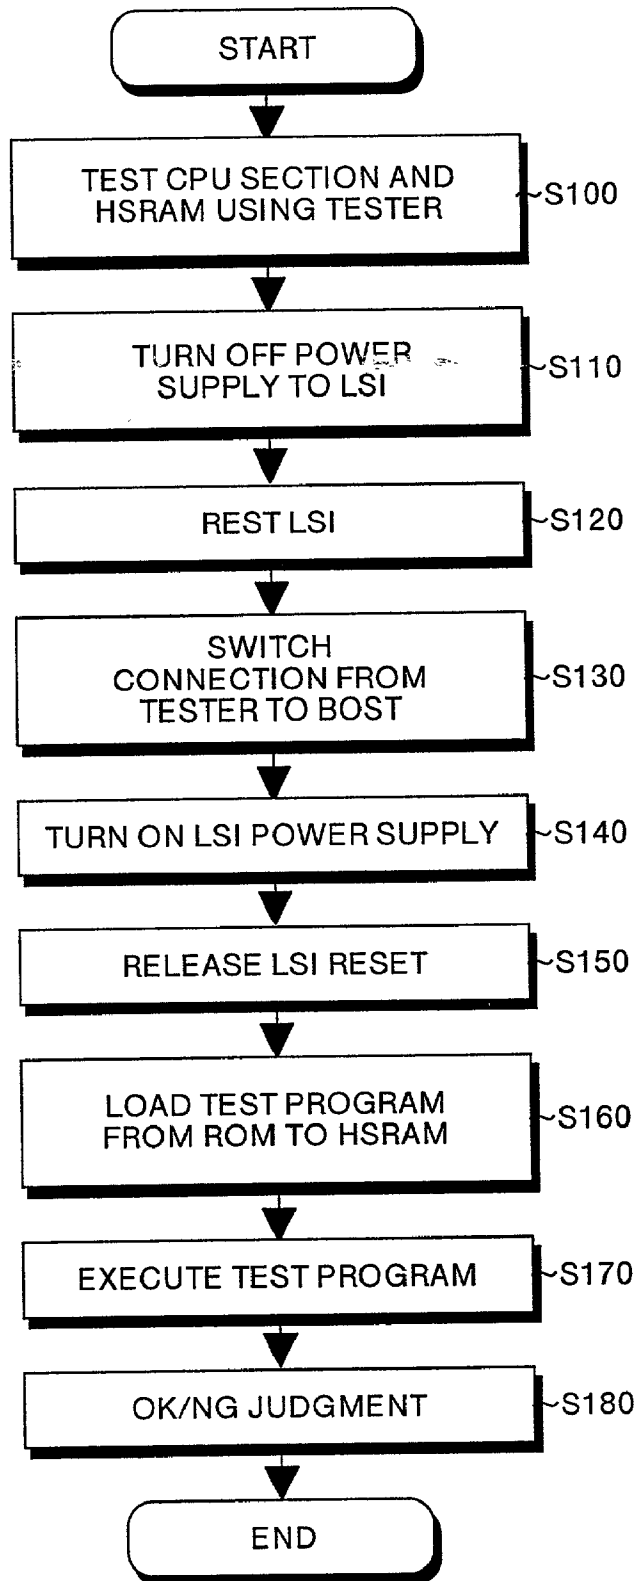 START
TEST CPU SECTION AND
HSRAM USING TESTER
S100
TURN OFF POWER
SUPPLY TO LSI
S110
REST LSI
S120
SWITCH
CONNECTION FROM
TESTER TO BOST
S130
TURN ON LSI POWER SUPPLY
S140
RELEASE LSI RESET
S150
LOAD TEST PROGRAM
FROM ROM TO HSRAM
S160
EXECUTE TEST PROGRAM
S170
OK/NG JUDGMENT
S180
END